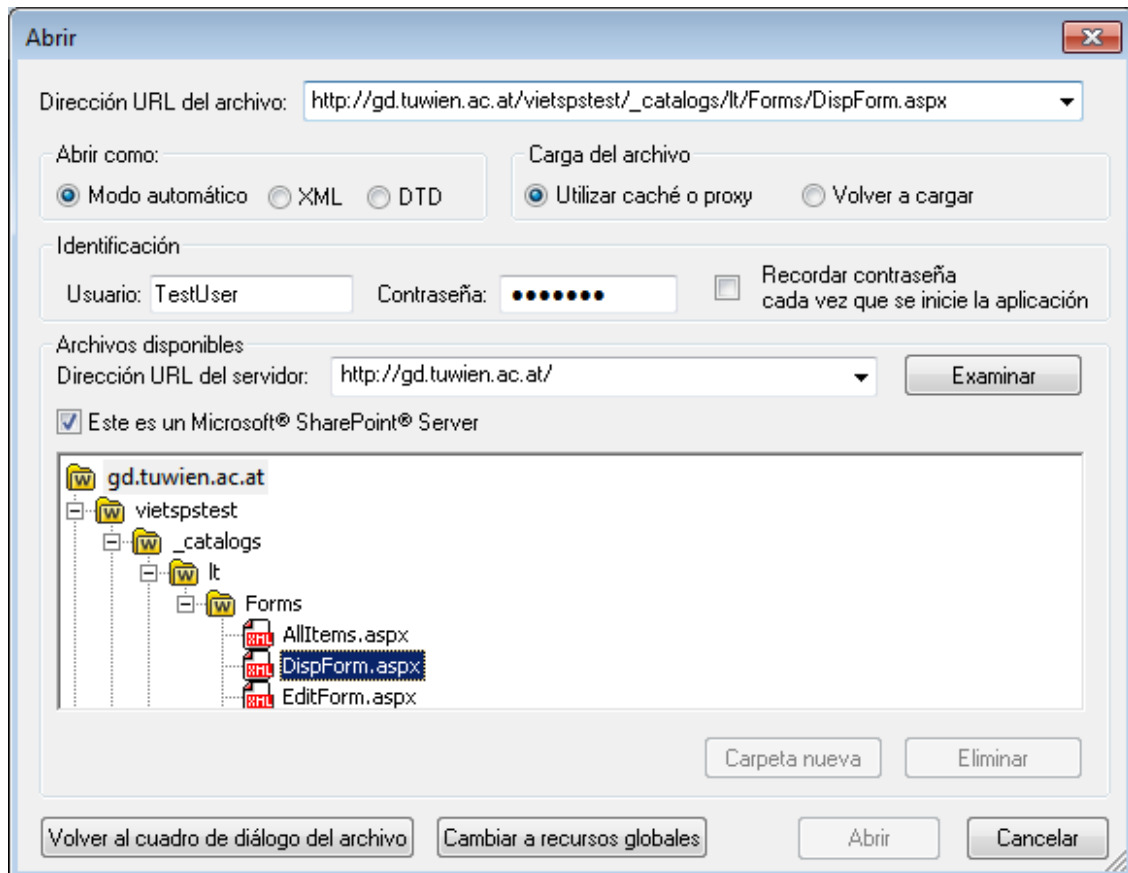 Abrir
Dirección URL del archivo: http://gd.tuwien.ac.at/vietspstest/_catalogs/lt/Forms/DispForm.aspx
Abrir como:
Modo automático XML DTD
Carga del archivo
Utilizar caché o proxy Volver a cargar
Identificación
Usuario: TestUser Contraseña: ●●●●●●●
Recordar contraseña
cada vez que se inicie la aplicación
Archivos disponibles
Dirección URL del servidor: http://gd.tuwien.ac.at/ Examinar
Este es un Microsoft® SharePoint® Server
gd.tuwien.ac.at
vietspstest
_catalogs
lt
Forms
AllItems.aspx
DispForm.aspx
EditForm.aspx
Carpeta nueva Eliminar
Volver al cuadro de diálogo del archivo Cambiar a recursos globales Abrir Cancelar